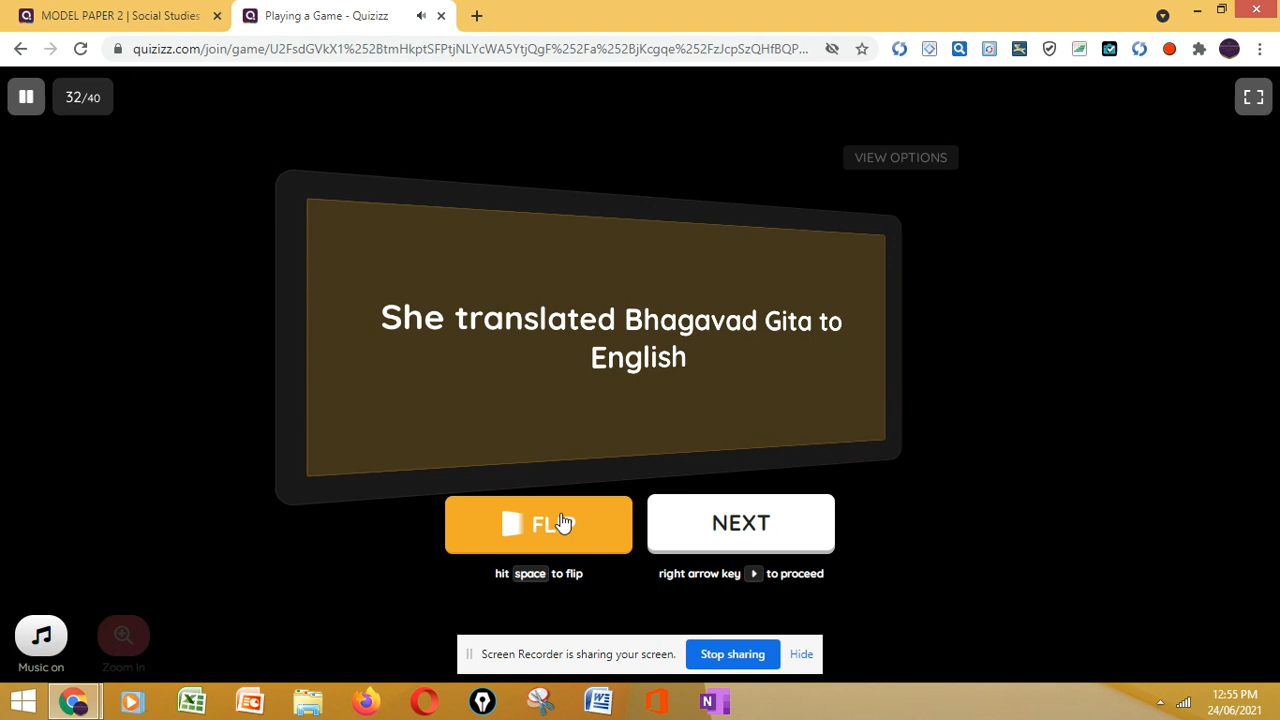 MODEL PAPER 2 | Social Studies
Playing a Game - Quizizz
quizizz.com/join/game/U2FsdGVkX1%252BtmHkptSFPtjNLYcWA5YtjQgF%252Fa%252BjKcgqe%252FzJcpSzQHfBQP...
32/40
VIEW OPTIONS
She translated Bhagavad Gita to
English
FLIP
NEXT
hit space to flip
right arrow key to proceed
Music on
Zoom In
Screen Recorder is sharing your screen.
Stop sharing
Hide
12:55 PM
24/06/2021